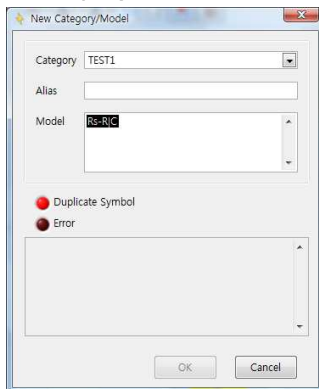 New Category/Model
Category TEST1
Alias
Model Rs-R|C
Duplicate Symbol
Error
OK Cancel